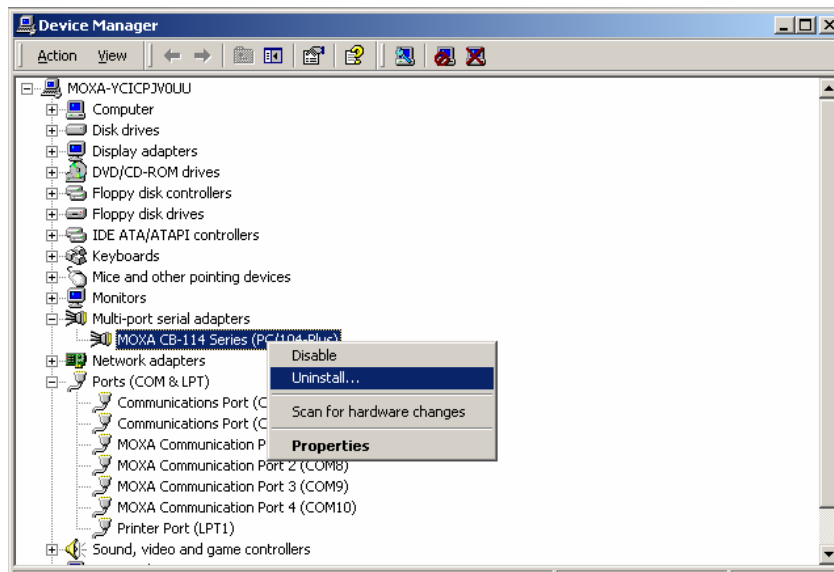 Device Manager
Action View
MOXA-YCICPJV0UU
Computer
Disk drives
Display adapters
DVD/CD-ROM drives
Floppy disk controllers
Floppy disk drives
IDE ATA/ATAPI controllers
Keyboards
Mice and other pointing devices
Monitors
Multi-port serial adapters
MOXA CB-114 Series (PC/104-Plus)
Network adapters
Ports (COM & LPT)
Communications Port (C
Communications Port (C
MOXA Communication P
MOXA Communication Port 2 (COM8)
MOXA Communication Port 3 (COM9)
MOXA Communication Port 4 (COM10)
Printer Port (LPT1)
Sound, video and game controllers
Disable
Uninstall...
Scan for hardware changes
Properties